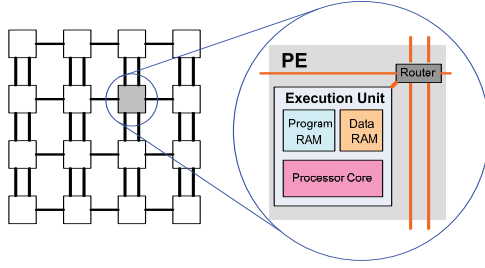 PE
Router
Execution Unit
Program
RAM
Data
RAM
Processor Core